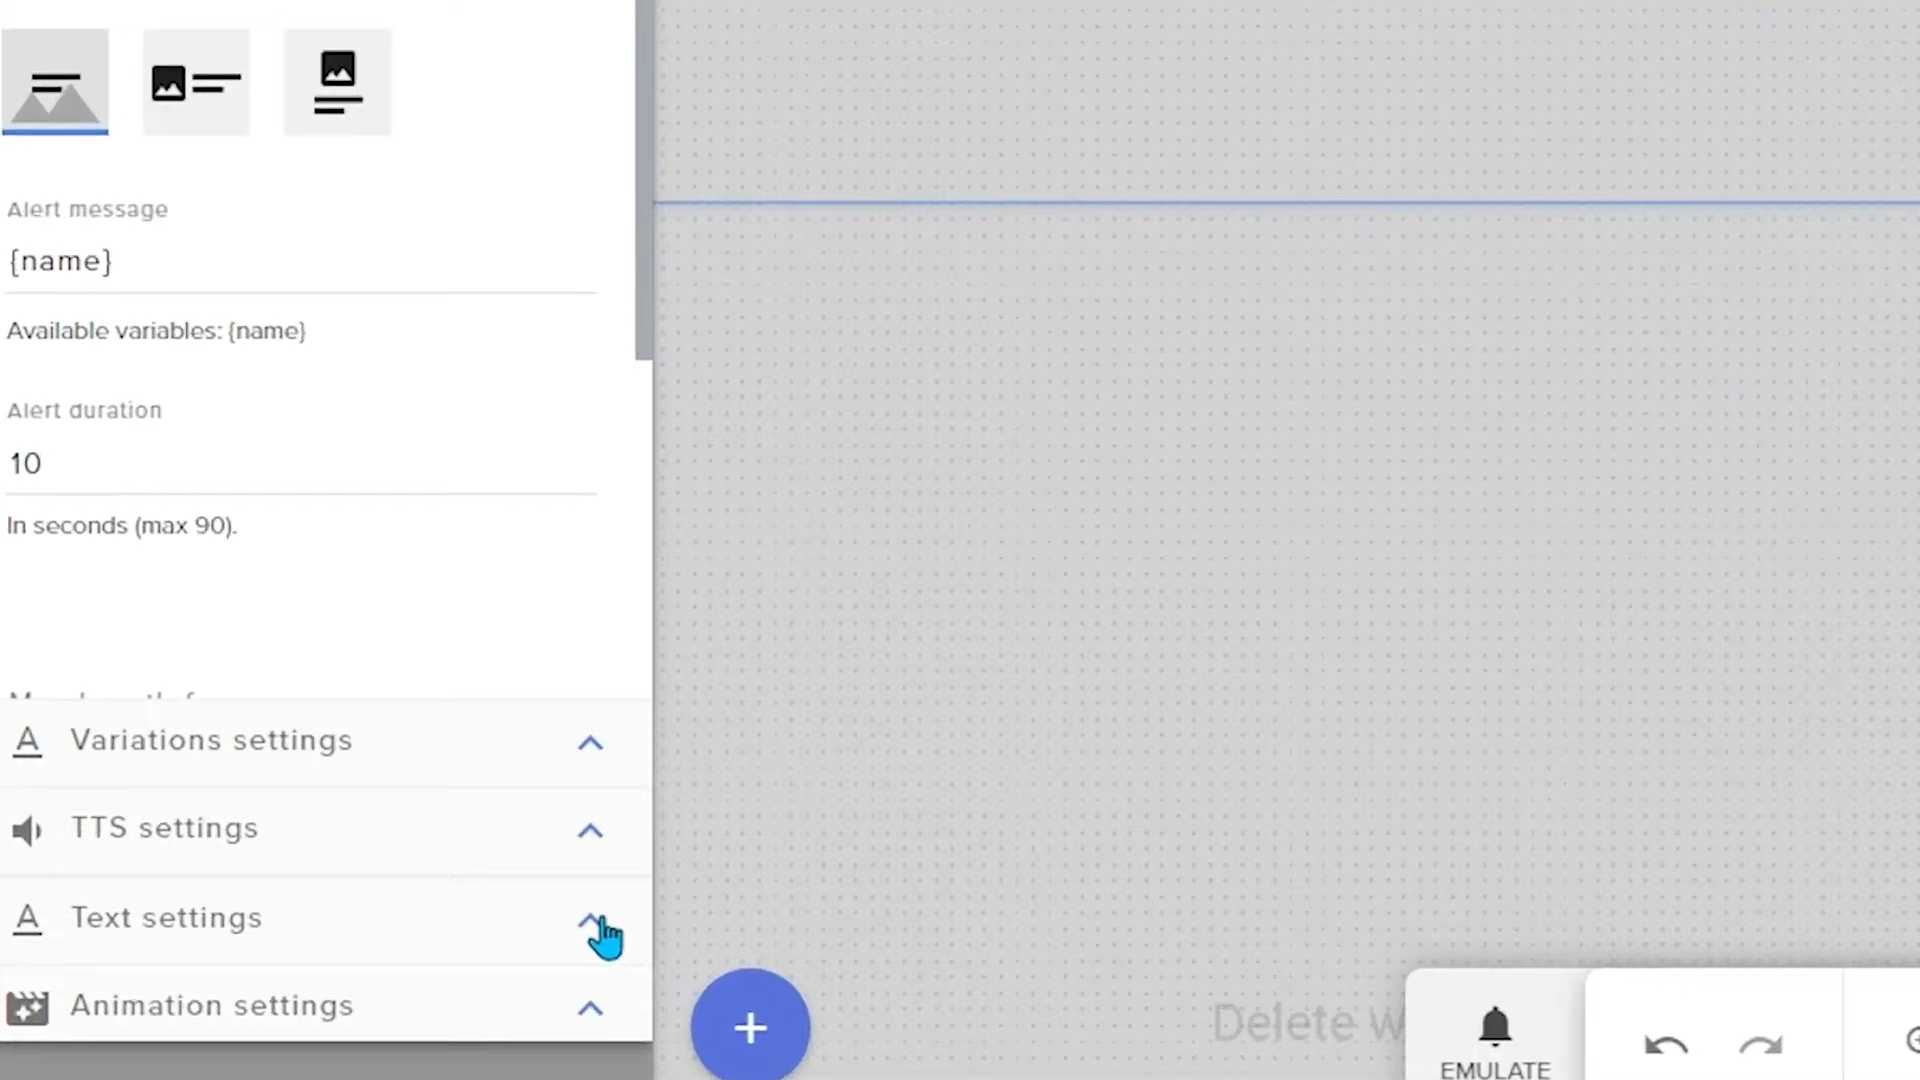 Alert message
{name}
Available variables: {name}
Alert duration
10
In seconds (max 90).
Variations settings
TTS settings
Text settings
Animation settings
Delete
EMULATE